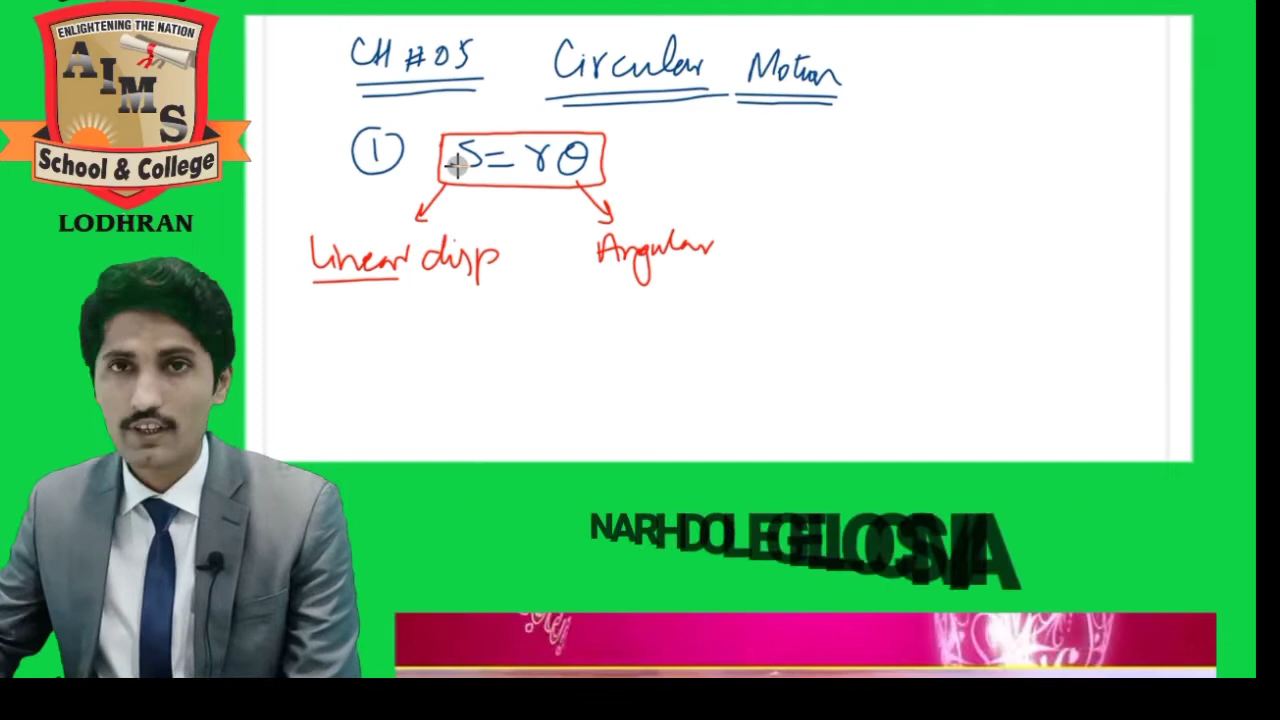 ENLIGHTENING THE NATION
AIMS
School & College
LODHRAN
CH # 05 Circular Motion
① S = rθ
Linear disp Angular